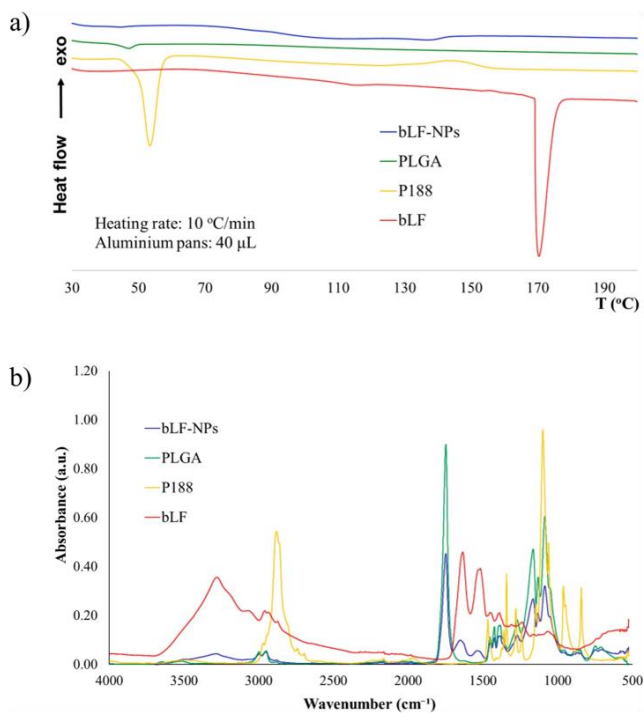 a)
Heat flow → exo
bLF-NPs
PLGA
P188
bLF
Heating rate: 10 °C/min
Aluminium pans: 40 µL
30 50 70 90 110 130 150 170 190
T (°C)
b)
1.20
1.00
0.80
0.60
0.40
0.20
0.00
Absorbance (a.u.)
bLF-NPs
PLGA
P188
bLF
4000 3500 3000 2500 2000 1500 1000 500
Wavenumber (cm⁻¹)